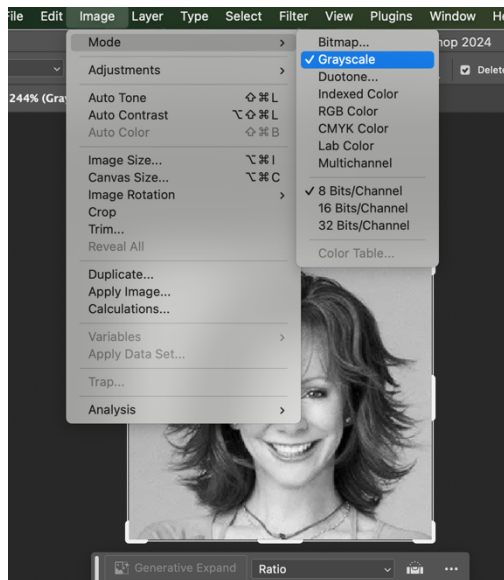 File Edit Image Layer Type Select Filter View Plugins Window
Mode >
hop 2024
Adjustments >
Delete
244% (Gra
Auto Tone ⇧⌘L
Auto Contrast ⌥⇧⌘L
Auto Color ⇧⌘B
Image Size... ⌥⌘I
Canvas Size... ⌥⌘C
Image Rotation >
Crop
Trim...
Reveal All
Duplicate...
Apply Image...
Calculations...
Variables >
Apply Data Set...
Trap...
Analysis >
Bitmap...
✓ Grayscale
Duotone...
Indexed Color
RGB Color
CMYK Color
Lab Color
Multichannel
✓ 8 Bits/Channel
16 Bits/Channel
32 Bits/Channel
Color Table...
Generative Expand Ratio ...